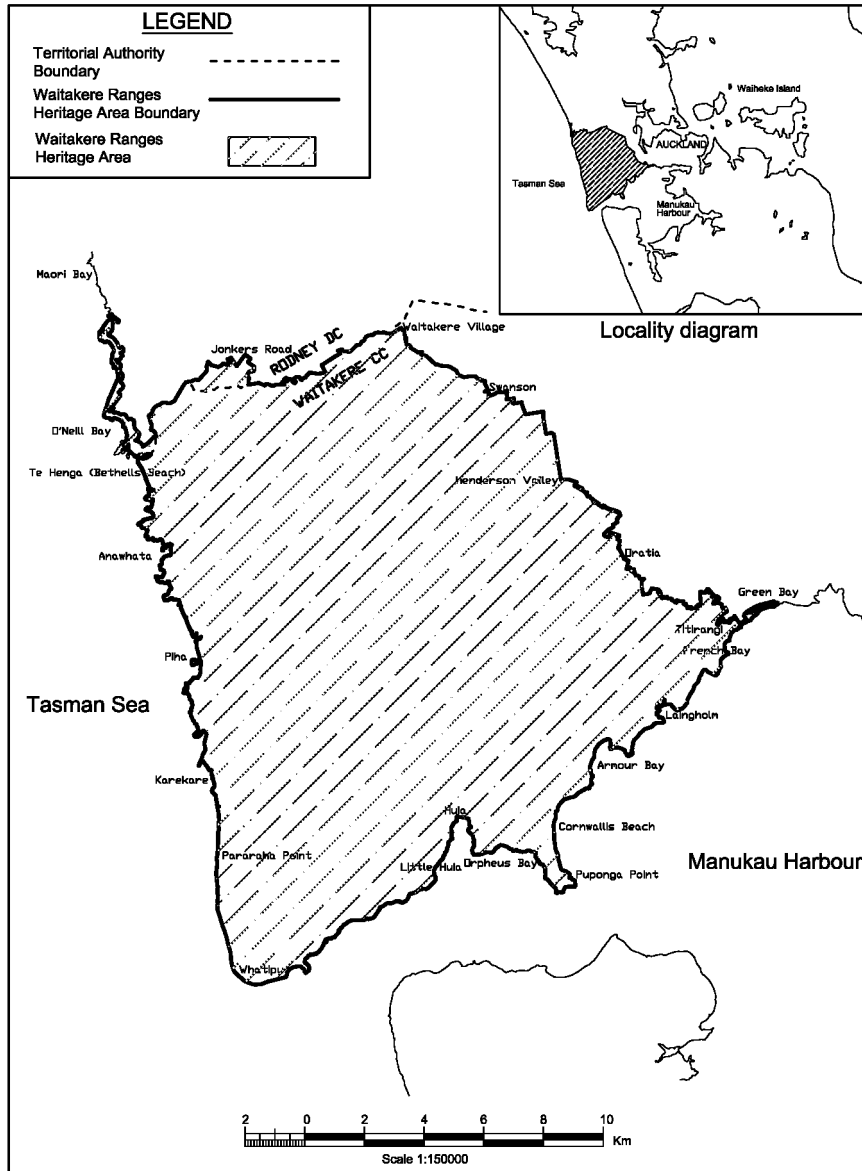 LEGEND
Territorial Authority
Boundary
Waitakere Ranges
Heritage Area Boundary
Waitakere Ranges
Heritage Area
Waiheke Island
AUCKLAND
Tasman Sea
Manukau
Harbour
Locality diagram
Maori Bay
Waitakere Village
Jonkers Road
RODNEY DC
WAITAKERE CC
Swanson
O'Neill Bay
Te Henga (Bethells Beach)
Henderson Valley
Anawhata
Oratia
Green Bay
Titirangi
French Bay
Piha
Tasman Sea
Laingholm
Armour Bay
Karekare
Huia
Cornwallis Beach
Pararaha Point
Little Huia
Orpheus Bay
Manukau Harbour
Puponga Point
Whatipu
2 0 2 4 6 8 10
Km
Scale 1:150000